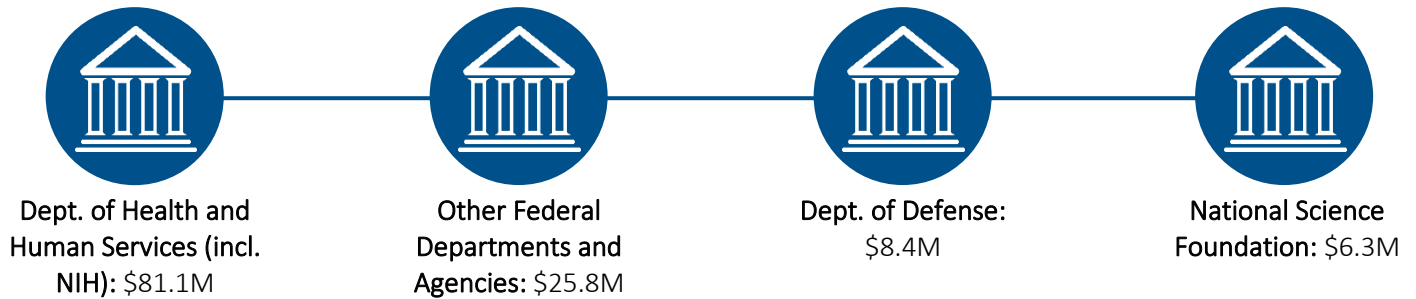 Dept. of Health and
Human Services (incl.
NIH): $81.1M
Other Federal
Departments and
Agencies: $25.8M
Dept. of Defense:
$8.4M
National Science
Foundation: $6.3M